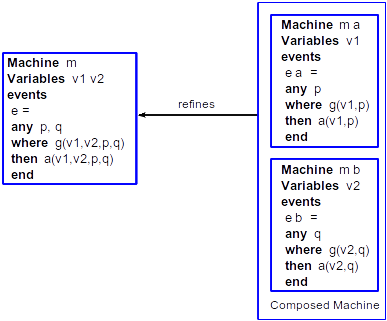 Machine m
Variables v1 v2
events
e =
any p, q
where g(v1,v2,p,q)
then a(v1,v2,p,q)
end
refines
Machine m a
Variables v1
events
e a =
any p
where g(v1,p)
then a(v1,p)
end
Machine m b
Variables v2
events
e b =
any q
where g(v2,q)
then a(v2,q)
end
Composed Machine